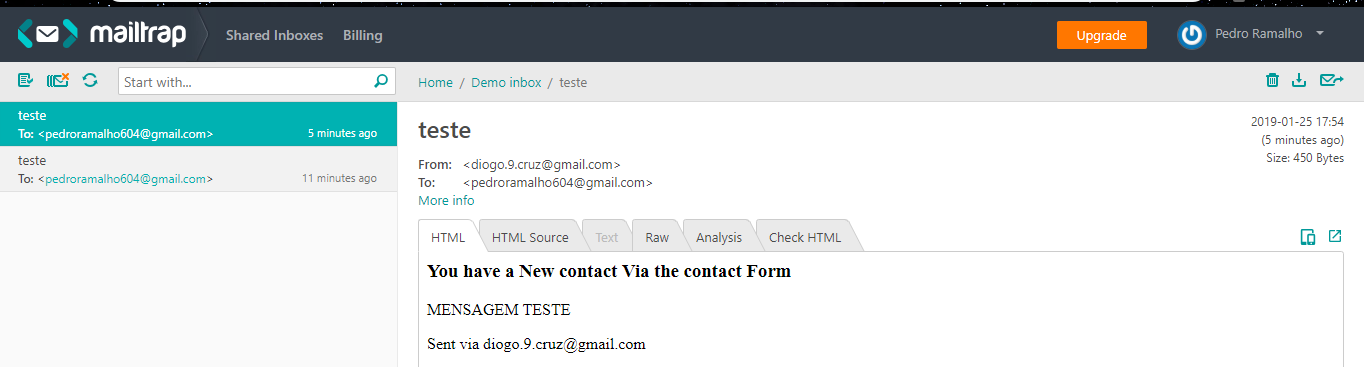 mailtrap Shared Inboxes Billing Upgrade Pedro Ramalho
Start with...
Home / Demo inbox / teste
teste
To: <pedroramalho604@gmail.com> 5 minutes ago
teste
To: <pedroramalho604@gmail.com> 11 minutes ago
teste
2019-01-25 17:54
(5 minutes ago)
Size: 450 Bytes
From: <diogo.9.cruz@gmail.com>
To: <pedroramalho604@gmail.com>
More info
HTML HTML Source Text Raw Analysis Check HTML
You have a New contact Via the contact Form
MENSAGEM TESTE
Sent via diogo.9.cruz@gmail.com